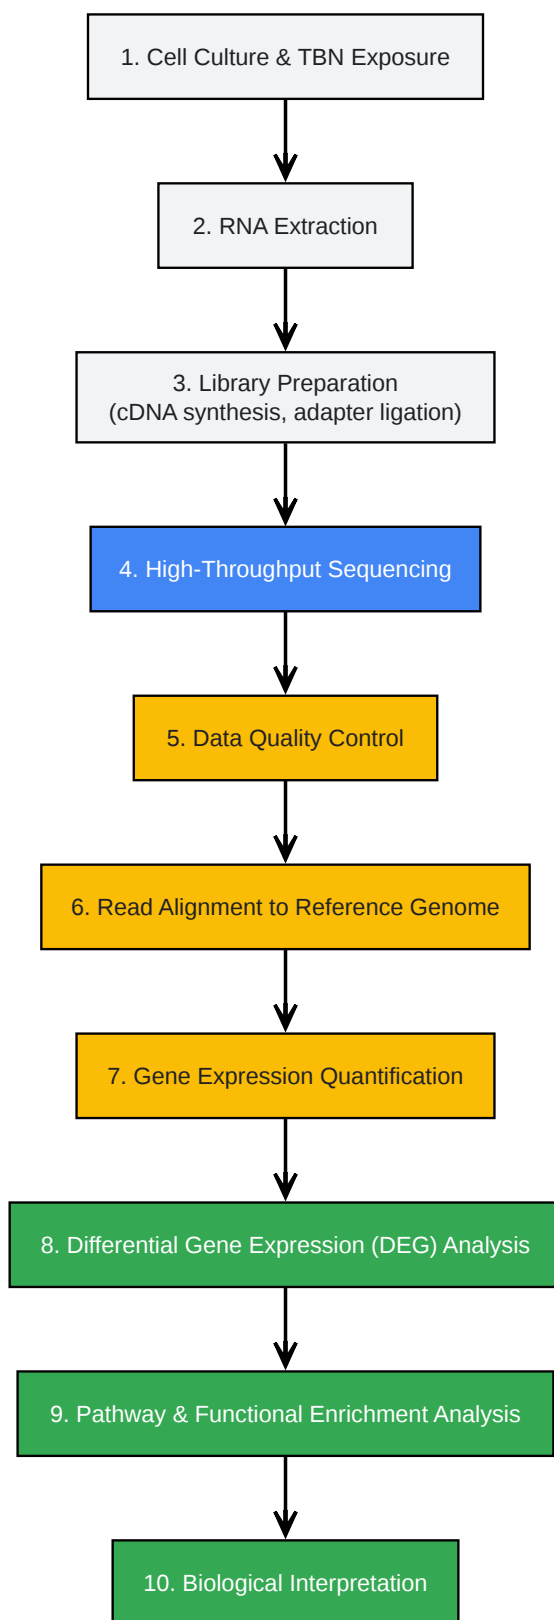 1. Cell Culture & TBN Exposure
2. RNA Extraction
3. Library Preparation
(cDNA synthesis, adapter ligation)
4. High-Throughput Sequencing
5. Data Quality Control
6. Read Alignment to Reference Genome
7. Gene Expression Quantification
8. Differential Gene Expression (DEG) Analysis
9. Pathway & Functional Enrichment Analysis
10. Biological Interpretation